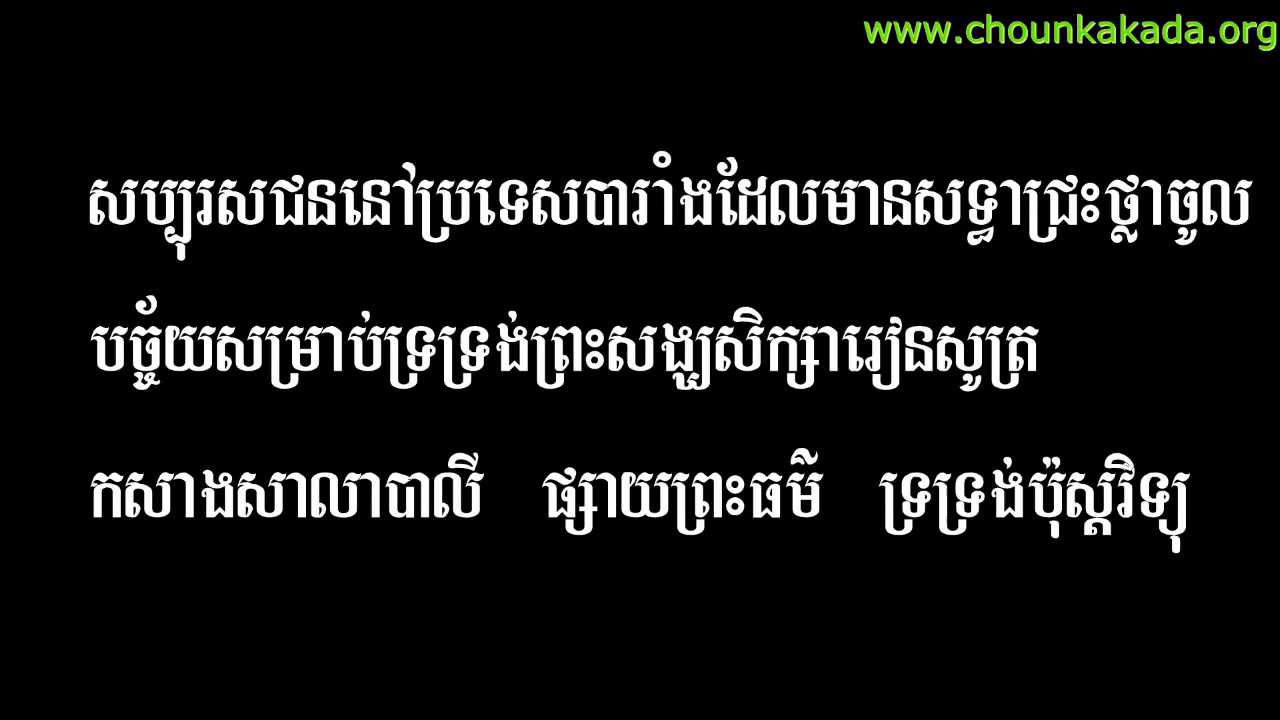 www.chounkakada.org
សប្បុរសជននៅប្រទេសបារាំងដែលមានសទ្ធាជ្រះថ្លាចូល
បច្ច័យសម្រាប់ទ្រទ្រង់ព្រះសង្ឃសិក្សារៀនសូត្រ
កសាងសាលាបាលី ផ្សាយព្រះធម៌ ទ្រទ្រង់ប៉ុស្តវិទ្យុ